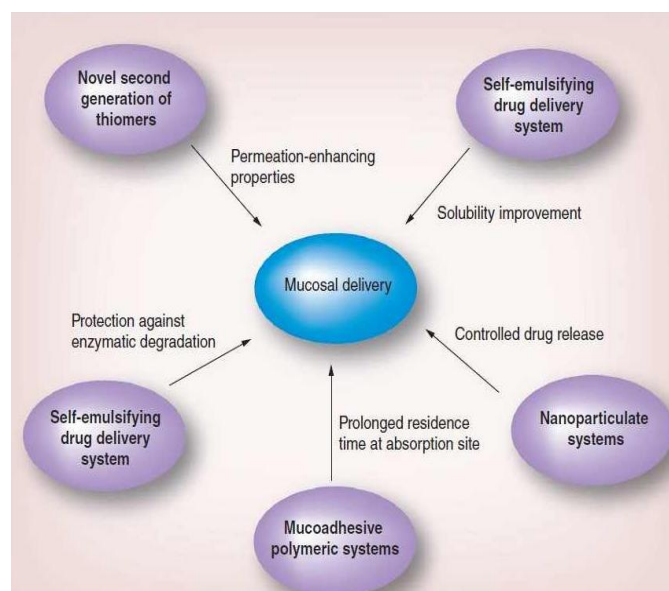 Novel second
generation of
thiomers
Self-emulsifying
drug delivery
system
Permeation-enhancing
properties
Solubility improvement
Mucosal delivery
Protection against
enzymatic degradation
Controlled drug release
Self-emulsifying
drug delivery
system
Prolonged residence
time at absorption site
Nanoparticulate
systems
Mucoadhesive
polymeric systems